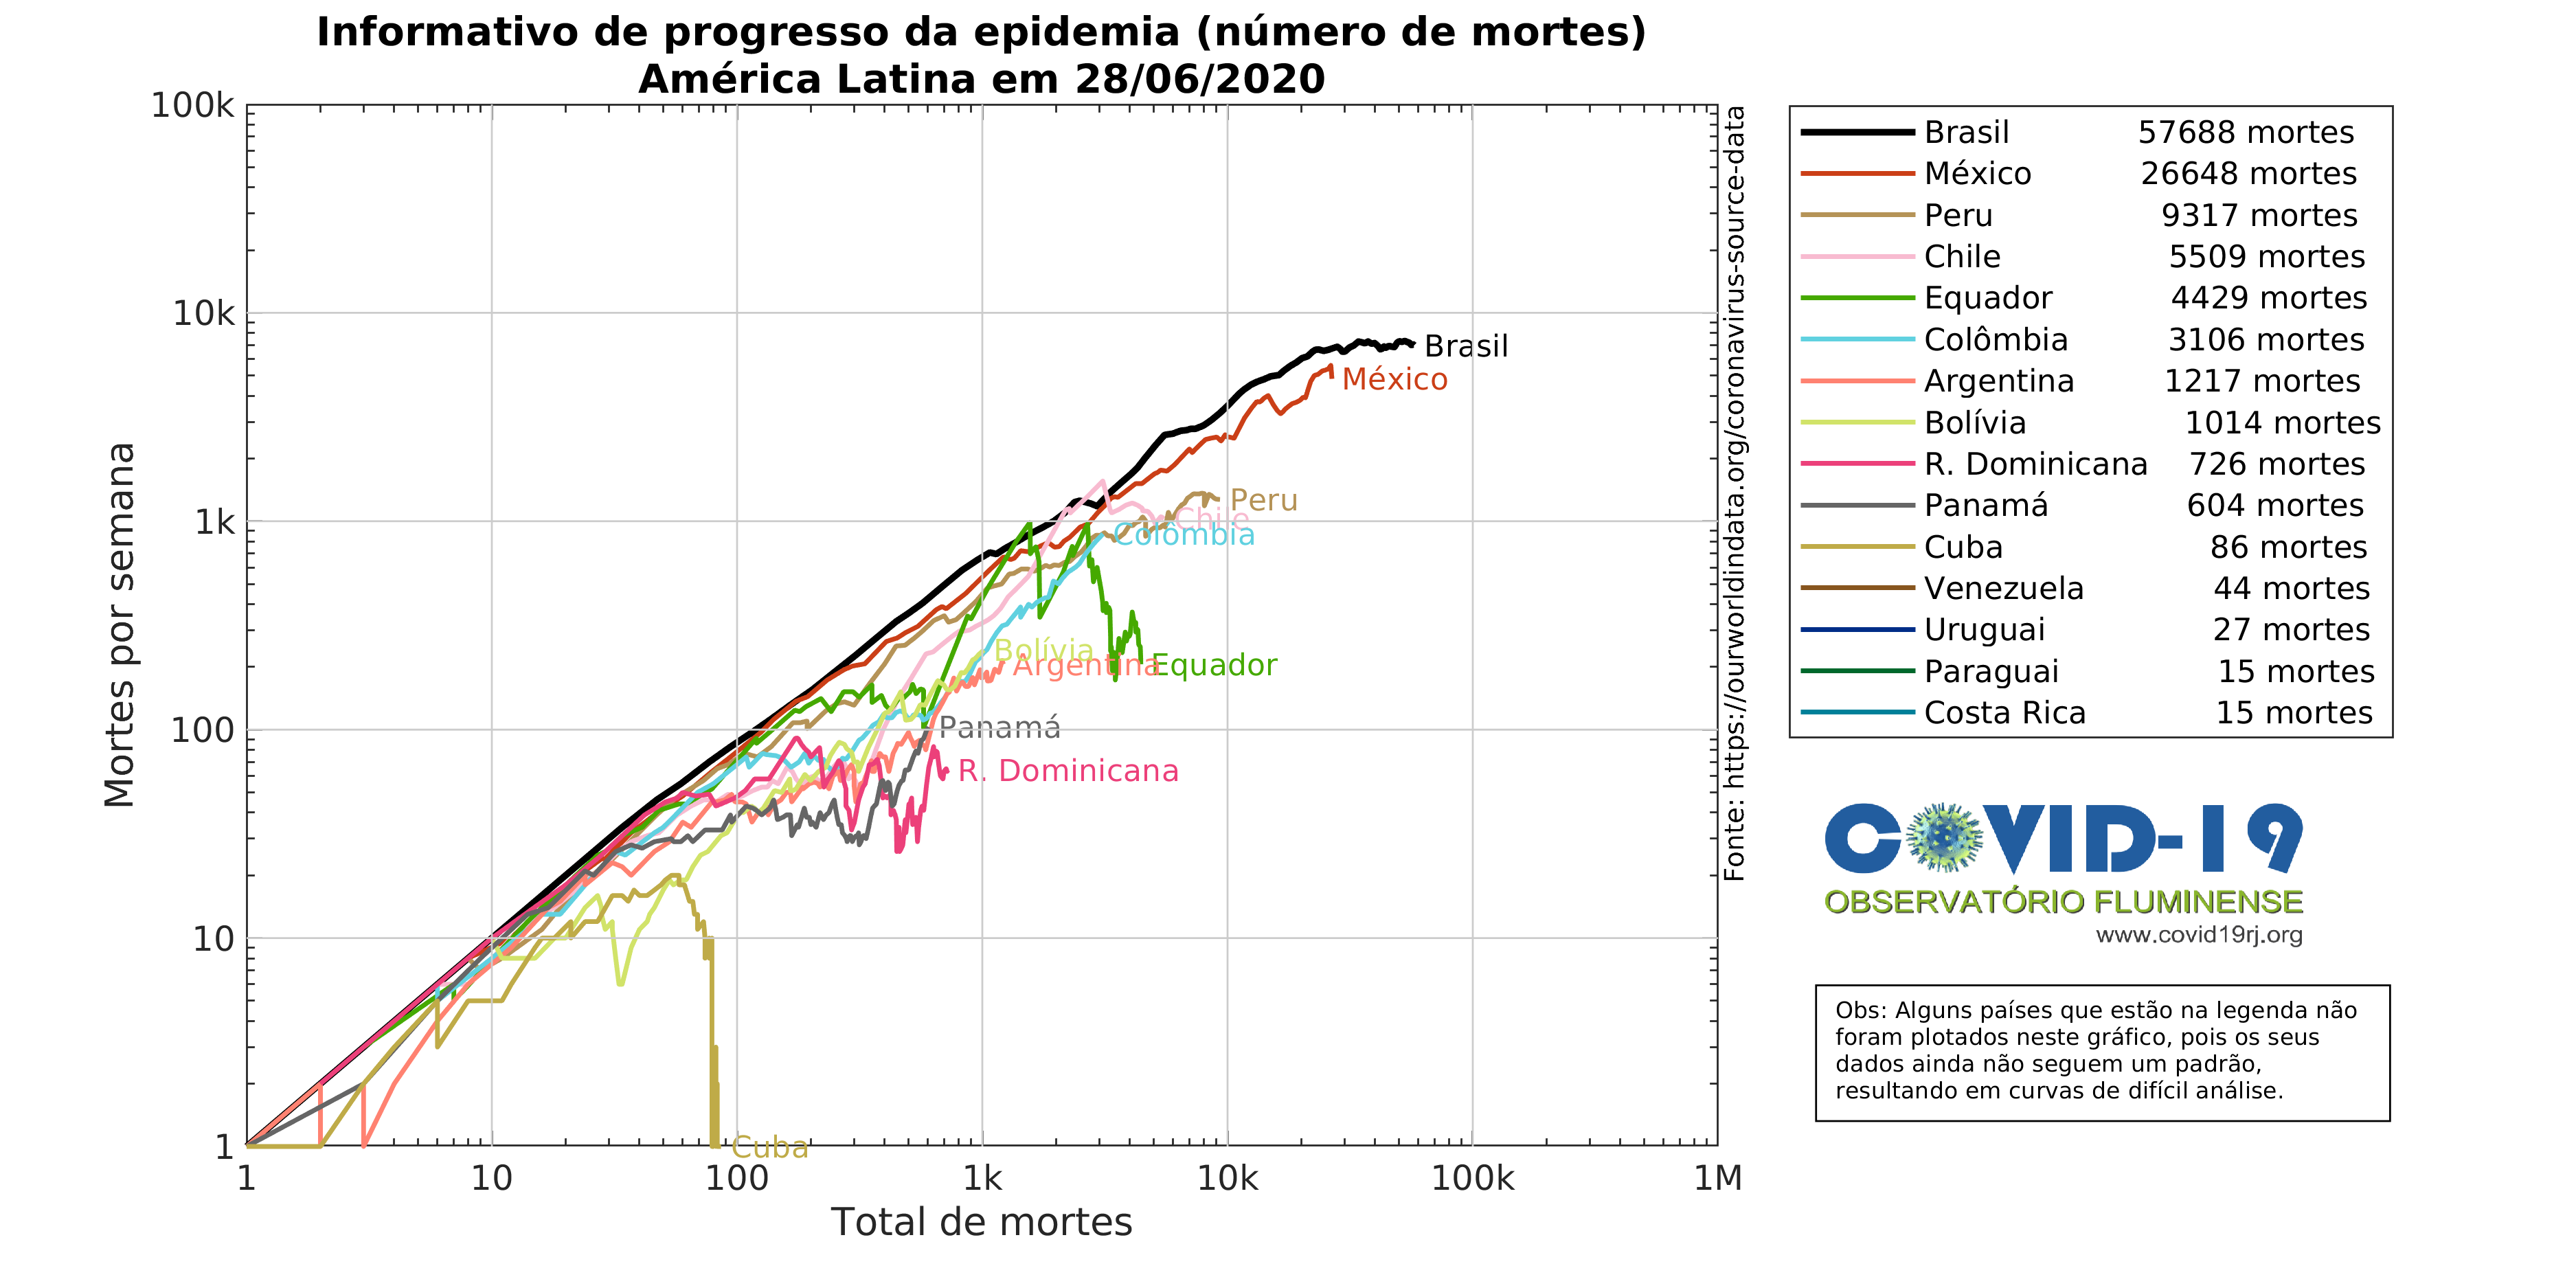 Informativo de progresso da epidemia (número de mortes)
América Latina em 28/06/2020
100k
10k
1k
100
10
1
Mortes por semana
1
10
100
1k
10k
100k
1M
Total de mortes
Brasil
México
Peru
Chile
Colômbia
Bolívia
Argentina
Equador
Panamá
R. Dominicana
Cuba
Fonte: https://ourworldindata.org/coronavirus-source-data
Brasil 57688 mortes
México 26648 mortes
Peru 9317 mortes
Chile 5509 mortes
Equador 4429 mortes
Colômbia 3106 mortes
Argentina 1217 mortes
Bolívia 1014 mortes
R. Dominicana 726 mortes
Panamá 604 mortes
Cuba 86 mortes
Venezuela 44 mortes
Uruguai 27 mortes
Paraguai 15 mortes
Costa Rica 15 mortes
COVID-19
OBSERVATÓRIO FLUMINENSE
www.covid19rj.org
Obs: Alguns países que estão na legenda não
foram plotados neste gráfico, pois os seus
dados ainda não seguem um padrão,
resultando em curvas de difícil análise.